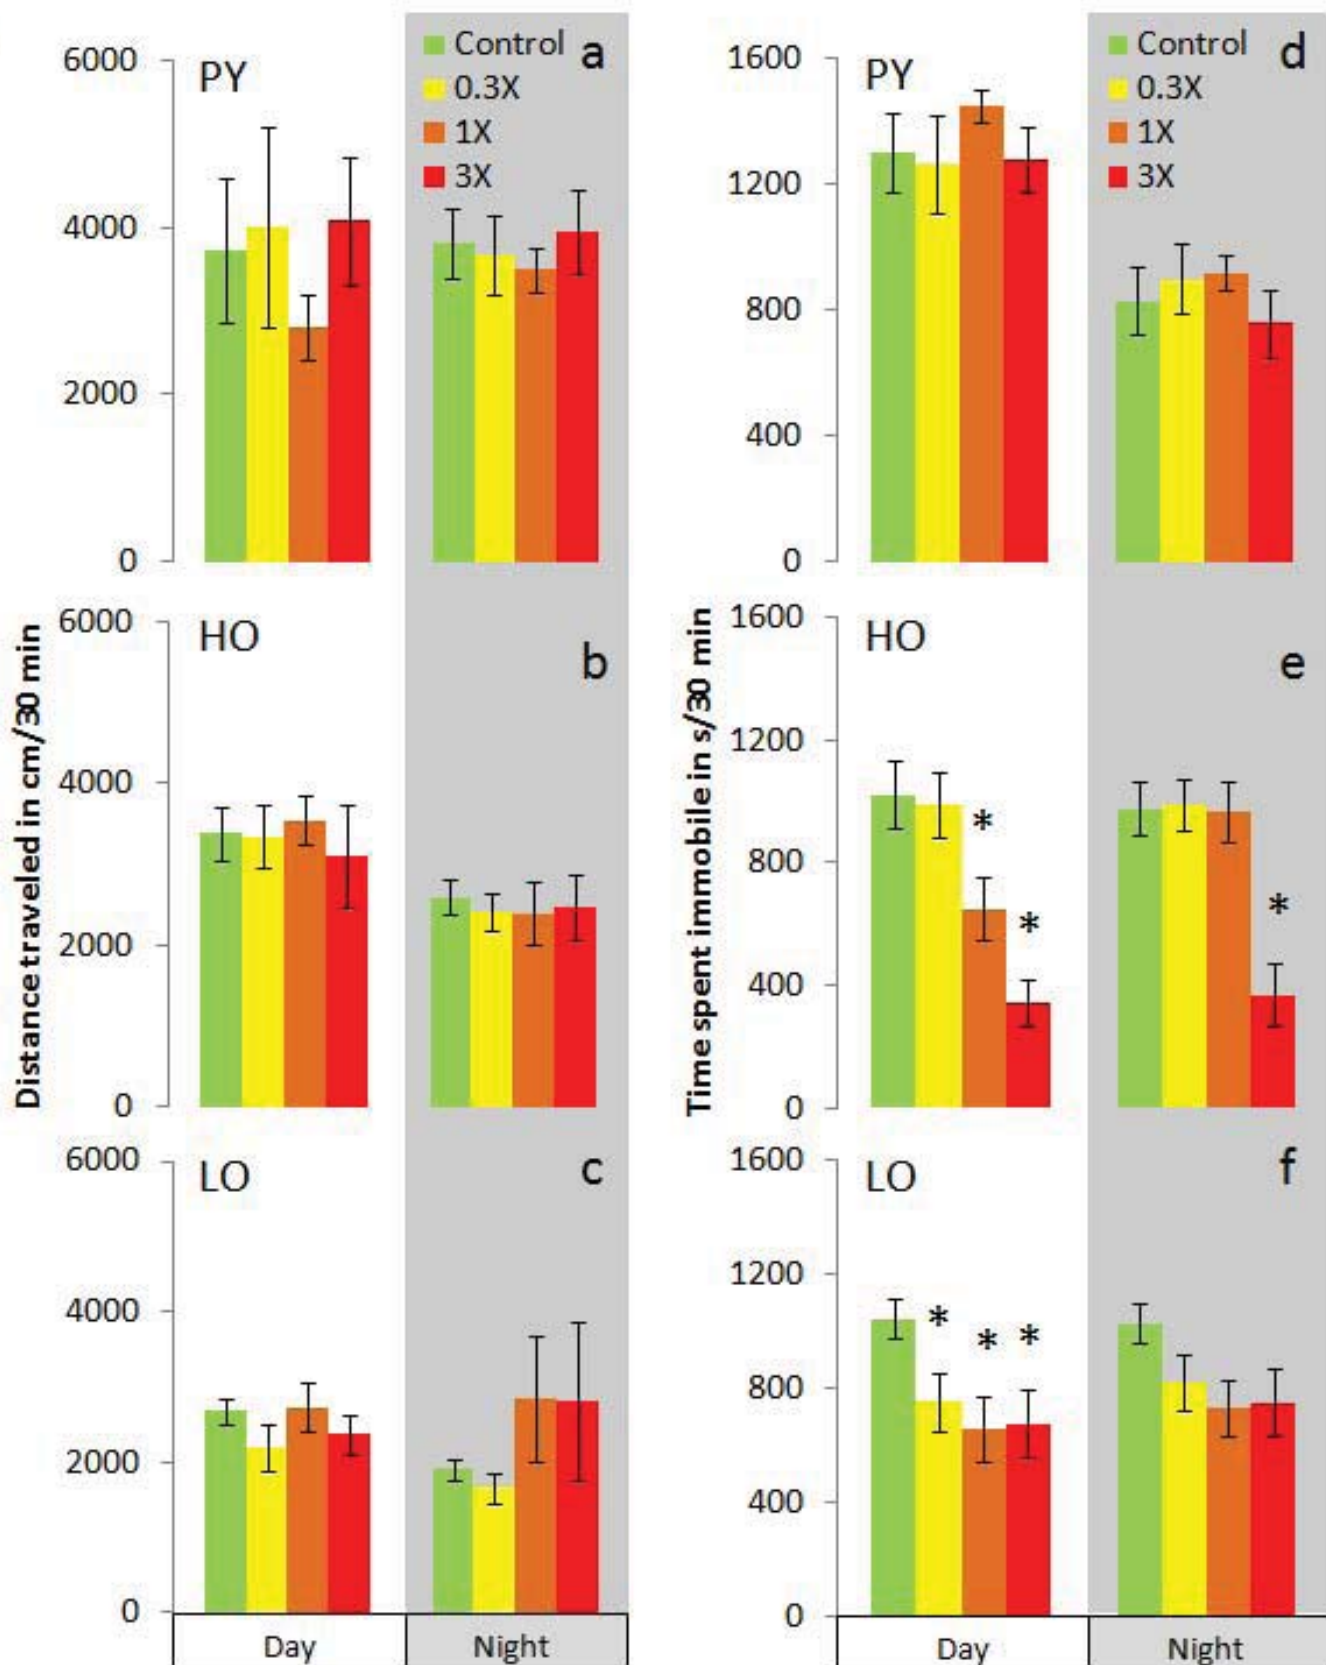 PY
a
Control
0.3X
1X
3X
6000
4000
2000
0
PY
d
Control
0.3X
1X
3X
1600
1200
800
400
0
Distance traveled in cm/30 min
HO
b
6000
4000
2000
0
Time spent immobile in s/30 min
HO
e
1600
1200
800
400
0
*
*
*
LO
c
6000
4000
2000
0
Day
Night
LO
f
1600
1200
800
400
0
*
*
*
Day
Night